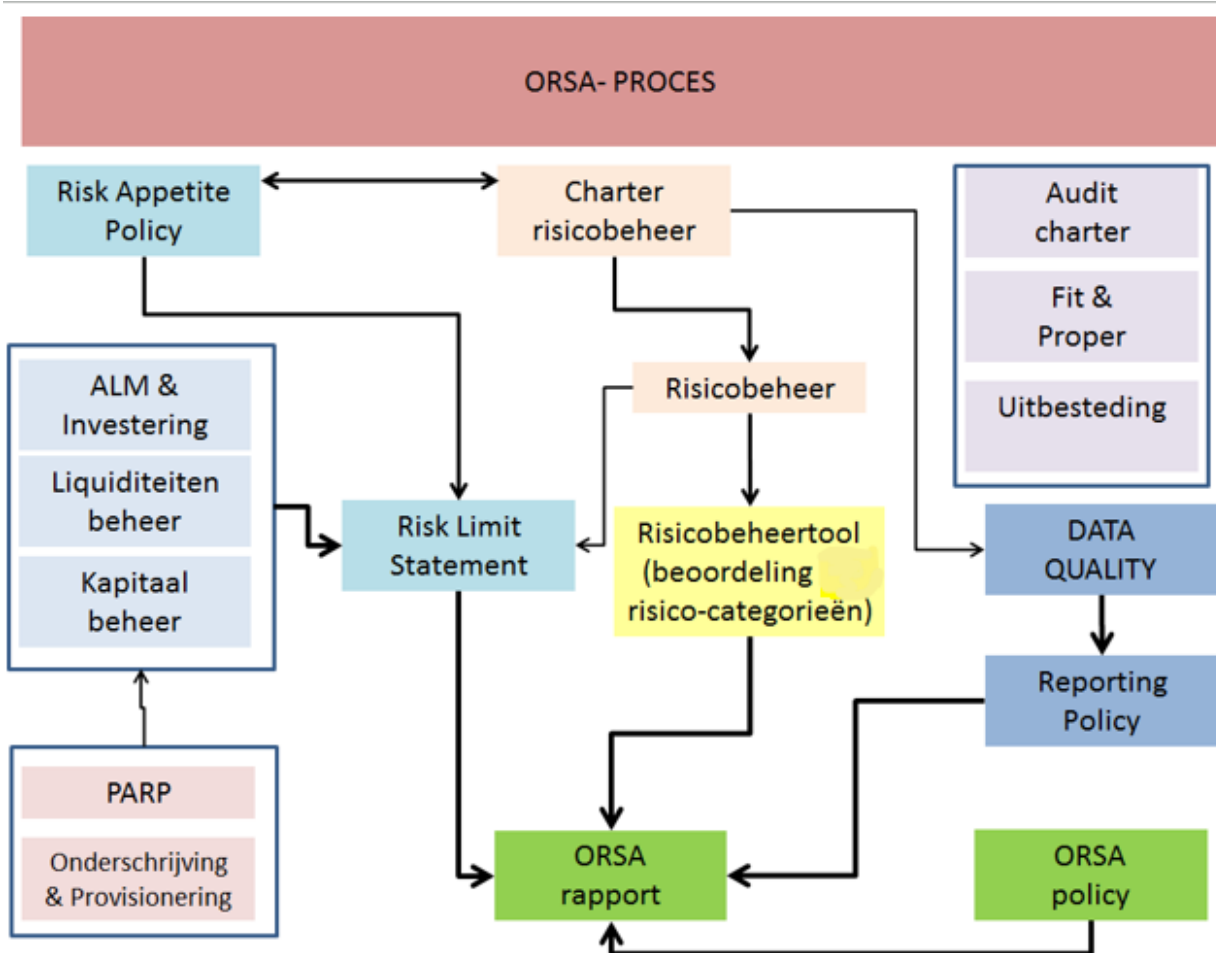 ORSA- PROCES
Risk Appetite
Policy
Charter
risicobeheer
Audit
charter
Fit &
Proper
Uitbesteding
ALM &
Investering
Liquiditeiten
beheer
Kapitaal
beheer
Risicobeheer
Risk Limit
Statement
Risicobeheertool
(beoordeling
risico-categorieën)
DATA
QUALITY
Reporting
Policy
PARP
Onderschrijving
& Provisionering
ORSA
rapport
ORSA
policy